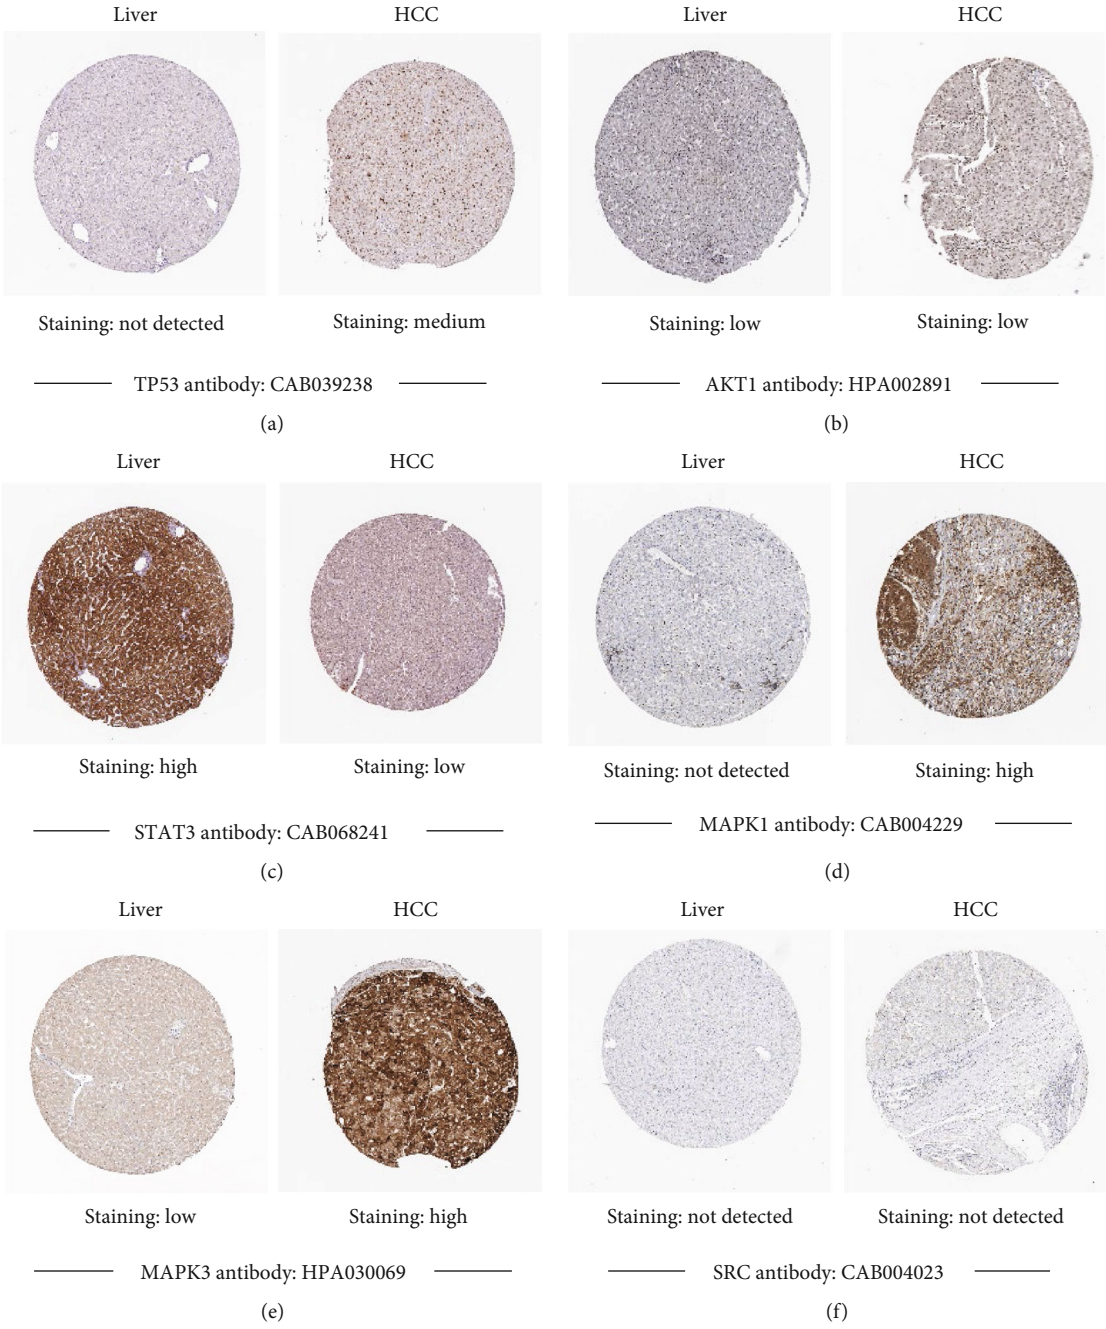 Liver HCC Liver HCC
Staining: not detected Staining: medium Staining: low Staining: low
TP53 antibody: CAB039238 AKT1 antibody: HPA002891
(a) (b)
Liver HCC Liver HCC
Staining: high Staining: low Staining: not detected Staining: high
STAT3 antibody: CAB068241 MAPK1 antibody: CAB004229
(c) (d)
Liver HCC Liver HCC
Staining: low Staining: high Staining: not detected Staining: not detected
MAPK3 antibody: HPA030069 SRC antibody: CAB004023
(e) (f)